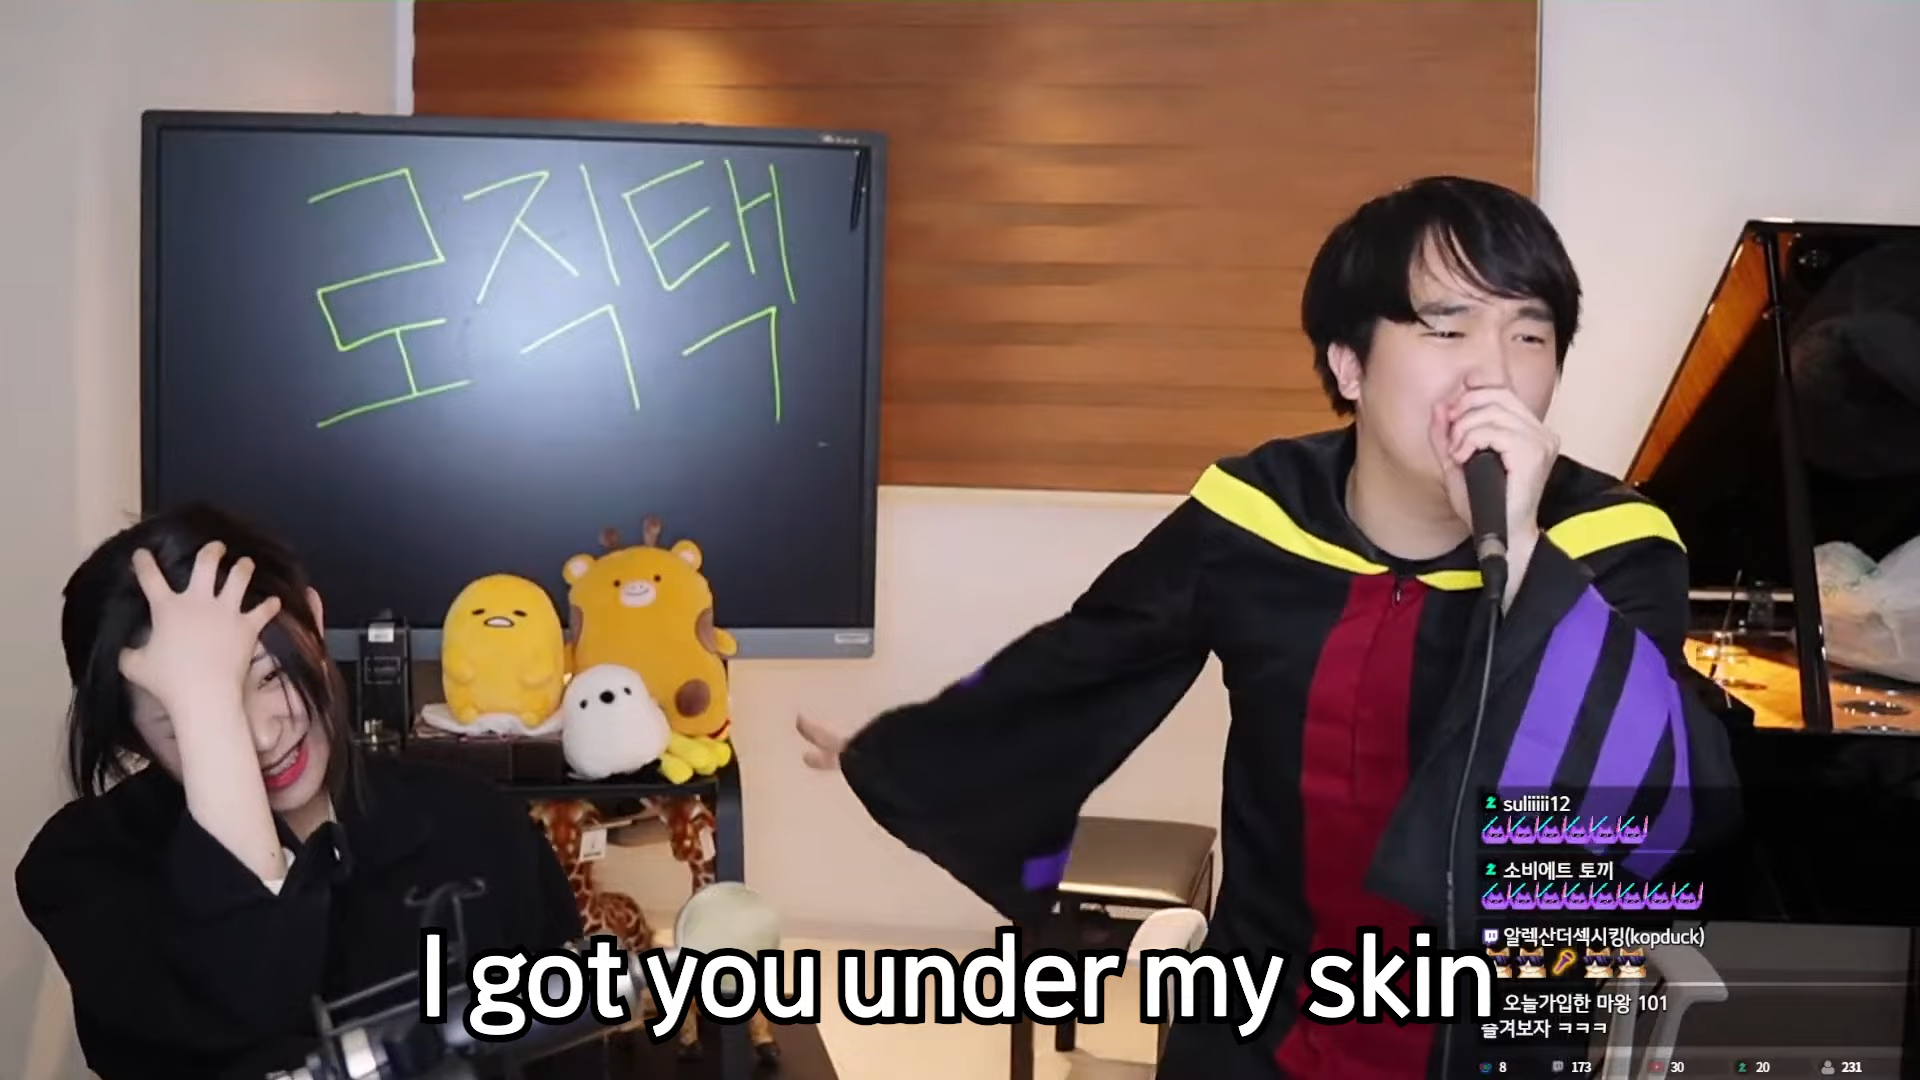 로직택
suliiiii12
소비에트 토끼
알렉산더섹시킹(kopduck)
오늘가입한 마왕 101
즐겨보자 ㅋㅋㅋ
I got you under my skin
8 173 30 20 231